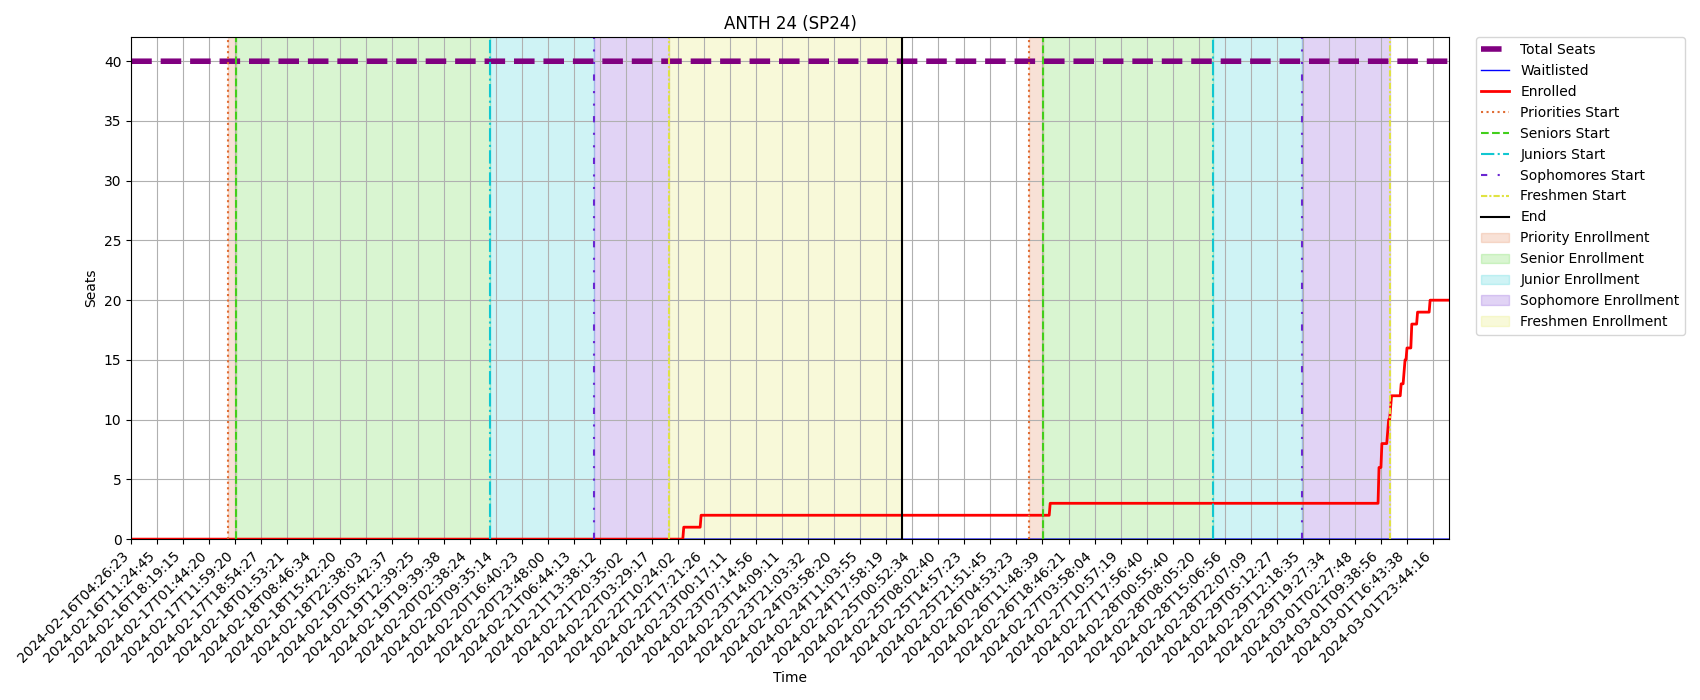 ANTH 24 (SP24)
Seats
40
35
30
25
20
15
10
5
0
2024-02-16T04:26:23
2024-02-16T11:24:45
2024-02-16T18:19:15
2024-02-17T01:44:20
2024-02-17T11:59:20
2024-02-17T18:54:27
2024-02-18T01:53:21
2024-02-18T08:46:34
2024-02-18T15:42:20
2024-02-18T22:38:03
2024-02-19T05:42:37
2024-02-19T12:39:25
2024-02-19T19:39:38
2024-02-20T02:38:24
2024-02-20T09:35:14
2024-02-20T16:40:23
2024-02-20T23:48:00
2024-02-21T06:44:13
2024-02-21T13:38:12
2024-02-21T20:35:02
2024-02-22T03:29:17
2024-02-22T10:24:02
2024-02-22T17:21:26
2024-02-23T00:17:11
2024-02-23T07:14:56
2024-02-23T14:09:11
2024-02-23T21:03:32
2024-02-24T03:58:20
2024-02-24T11:03:55
2024-02-24T17:58:19
2024-02-25T00:52:34
2024-02-25T08:02:40
2024-02-25T14:57:23
2024-02-25T21:51:45
2024-02-26T04:53:23
2024-02-26T11:48:39
2024-02-26T18:46:21
2024-02-27T03:58:04
2024-02-27T10:57:19
2024-02-27T17:56:40
2024-02-28T00:55:40
2024-02-28T08:05:20
2024-02-28T15:06:56
2024-02-28T22:07:09
2024-02-29T05:12:27
2024-02-29T12:18:35
2024-02-29T19:27:34
2024-03-01T02:27:48
2024-03-01T09:38:56
2024-03-01T16:43:38
2024-03-01T23:44:16
Time
Total Seats
Waitlisted
Enrolled
Priorities Start
Seniors Start
Juniors Start
Sophomores Start
Freshmen Start
End
Priority Enrollment
Senior Enrollment
Junior Enrollment
Sophomore Enrollment
Freshmen Enrollment